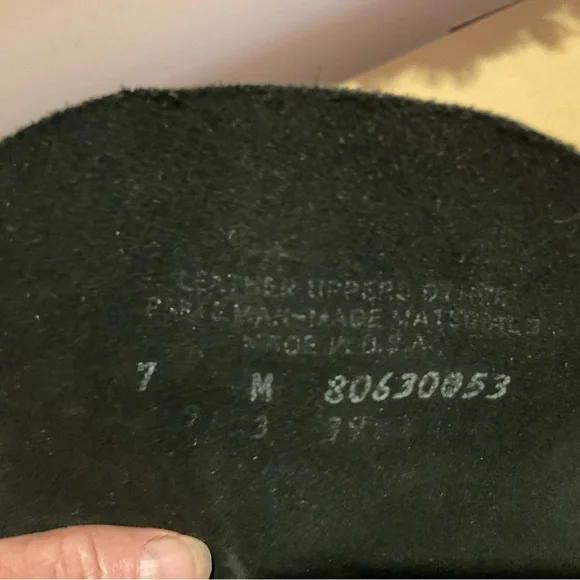 LEATHER UPPERS OTHER
PARTS MAN-MADE MATERIALS
MADE IN U.S.A.
7 M 80630053
3